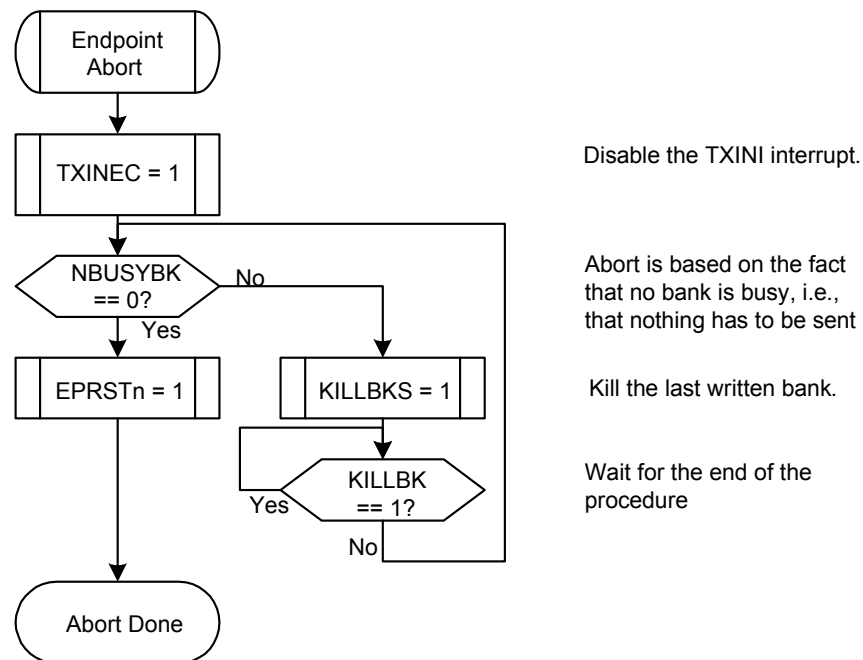 Endpoint
Abort
TXINEC = 1
Disable the TXINI interrupt.
NBUSYBK
== 0?
No
Yes
Abort is based on the fact
that no bank is busy, i.e.,
that nothing has to be sent
EPRSTn = 1
KILLBKS = 1
Kill the last written bank.
KILLBK
== 1?
Yes
No
Wait for the end of the
procedure
Abort Done